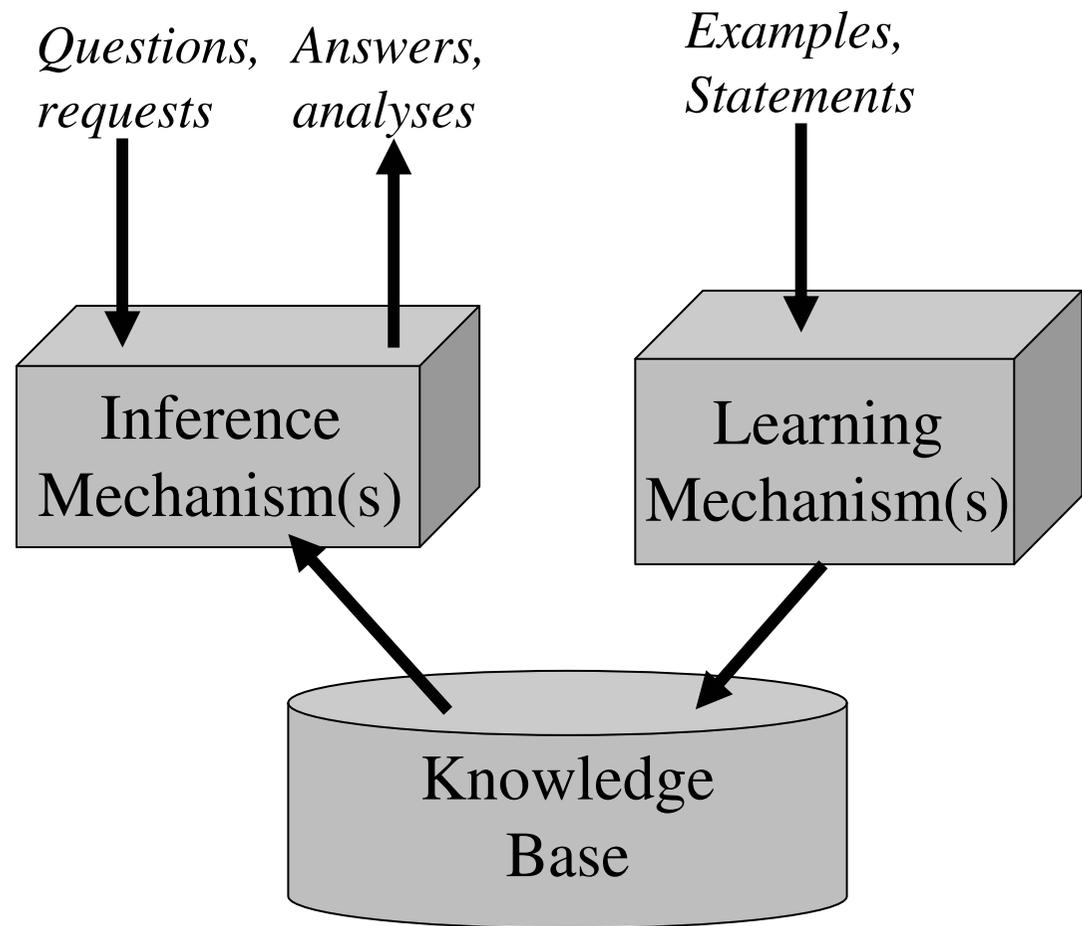 Questions,
requests
Answers,
analyses
Examples,
Statements
Inference
Mechanism(s)
Learning
Mechanism(s)
Knowledge
Base